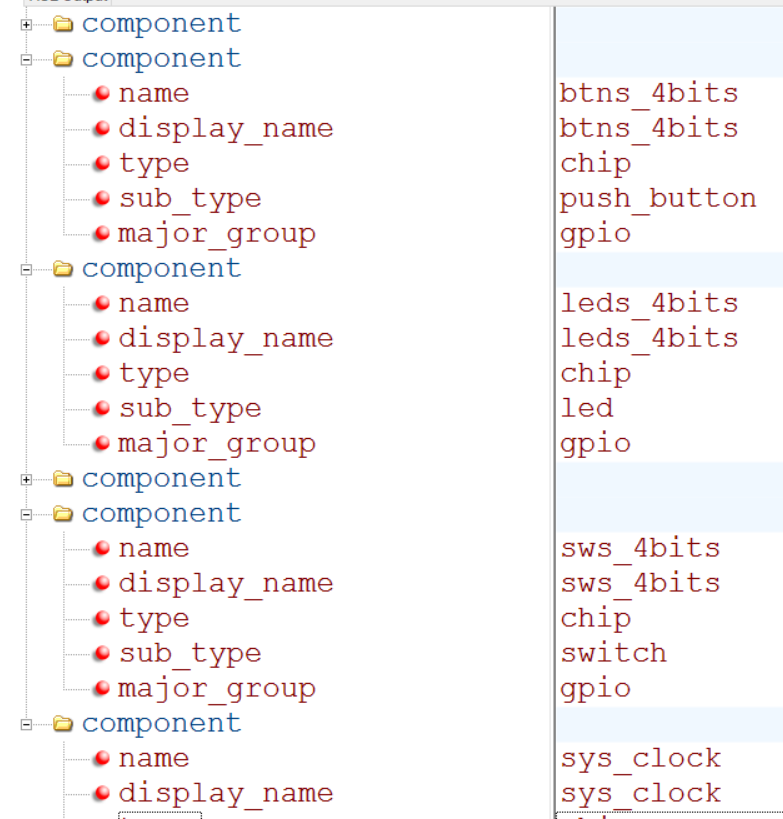 component
component
name btns_4bits
display_name btns_4bits
type chip
sub_type push_button
major_group gpio
component
name leds_4bits
display_name leds_4bits
type chip
sub_type led
major_group gpio
component
component
name sws_4bits
display_name sws_4bits
type chip
sub_type switch
major_group gpio
component
name sys_clock
display_name sys_clock